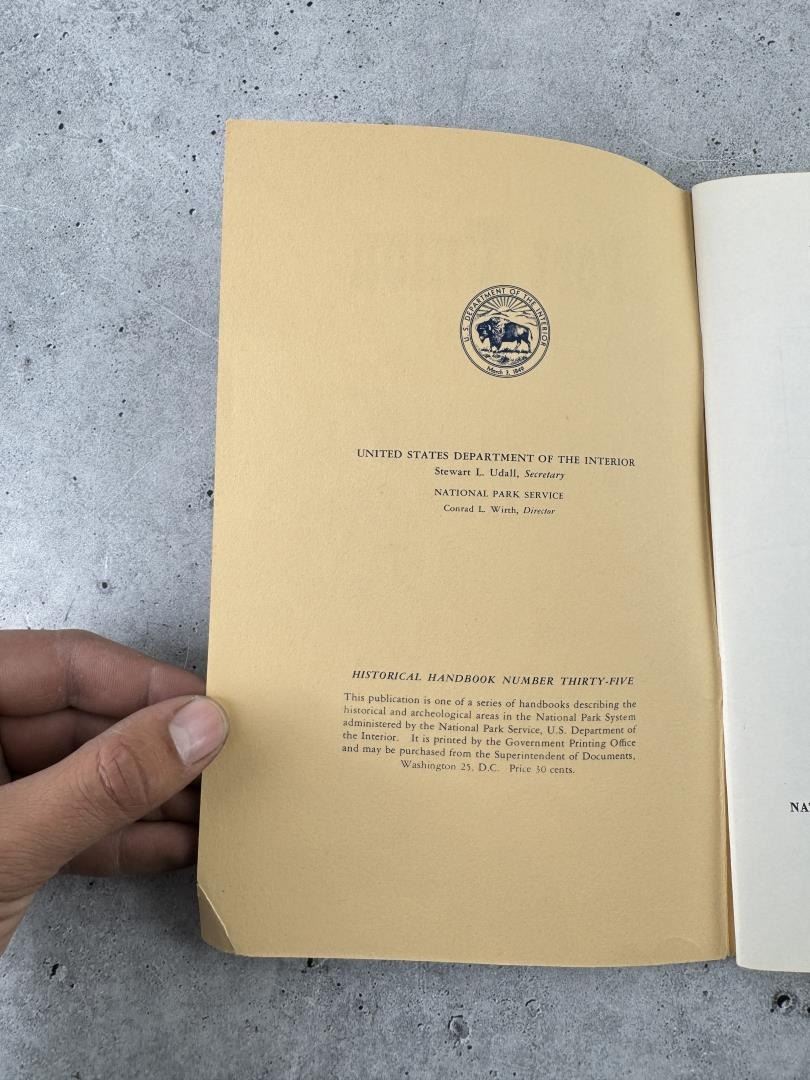 U. S. DEPARTMENT OF THE INTERIOR
March 3, 1849
UNITED STATES DEPARTMENT OF THE INTERIOR
Stewart L. Udall, Secretary
NATIONAL PARK SERVICE
Conrad L. Wirth, Director
HISTORICAL HANDBOOK NUMBER THIRTY-FIVE
This publication is one of a series of handbooks describing the
historical and archeological areas in the National Park System
administered by the National Park Service, U.S. Department of
the Interior. It is printed by the Government Printing Office
and may be purchased from the Superintendent of Documents,
Washington 25, D.C. Price 30 cents.